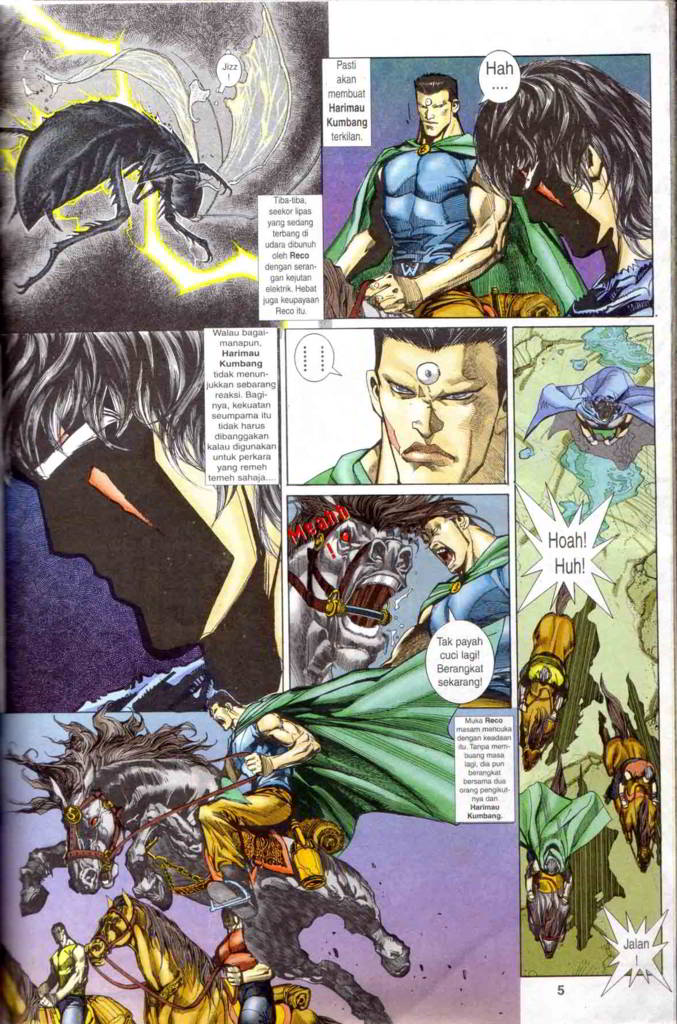 Jizz
!
Tiba-tiba,
seekor lipas
yang sedang
terbang di
udara dibunuh
oleh Reco
dengan seran-
gan kejutan
elektrik. Hebat
juga keupayaan
Reco itu.
Pasti
akan
membuat
Harimau
Kumbang
terkilan.
Hah
....
W
Walau bagai-
manapun,
Harimau
Kumbang
tidak menun-
jukkan sebarang
reaksi. Bagi-
nya, kekuatan
seumpama itu
tidak harus
dibanggakan
kalau digunakan
untuk perkara
yang remeh
temeh sahaja....
Tak payah
cuci lagi!
Berangkat
sekarang!
Hoah!
Huh!
Muka Reco
masam mencuka
dengan keadaan
itu. Tanpa mem-
buang masa
lagi, dia pun
berangkat
bersama dua
orang pengikut-
nya dan
Harimau
Kumbang.
Jalan
!
5